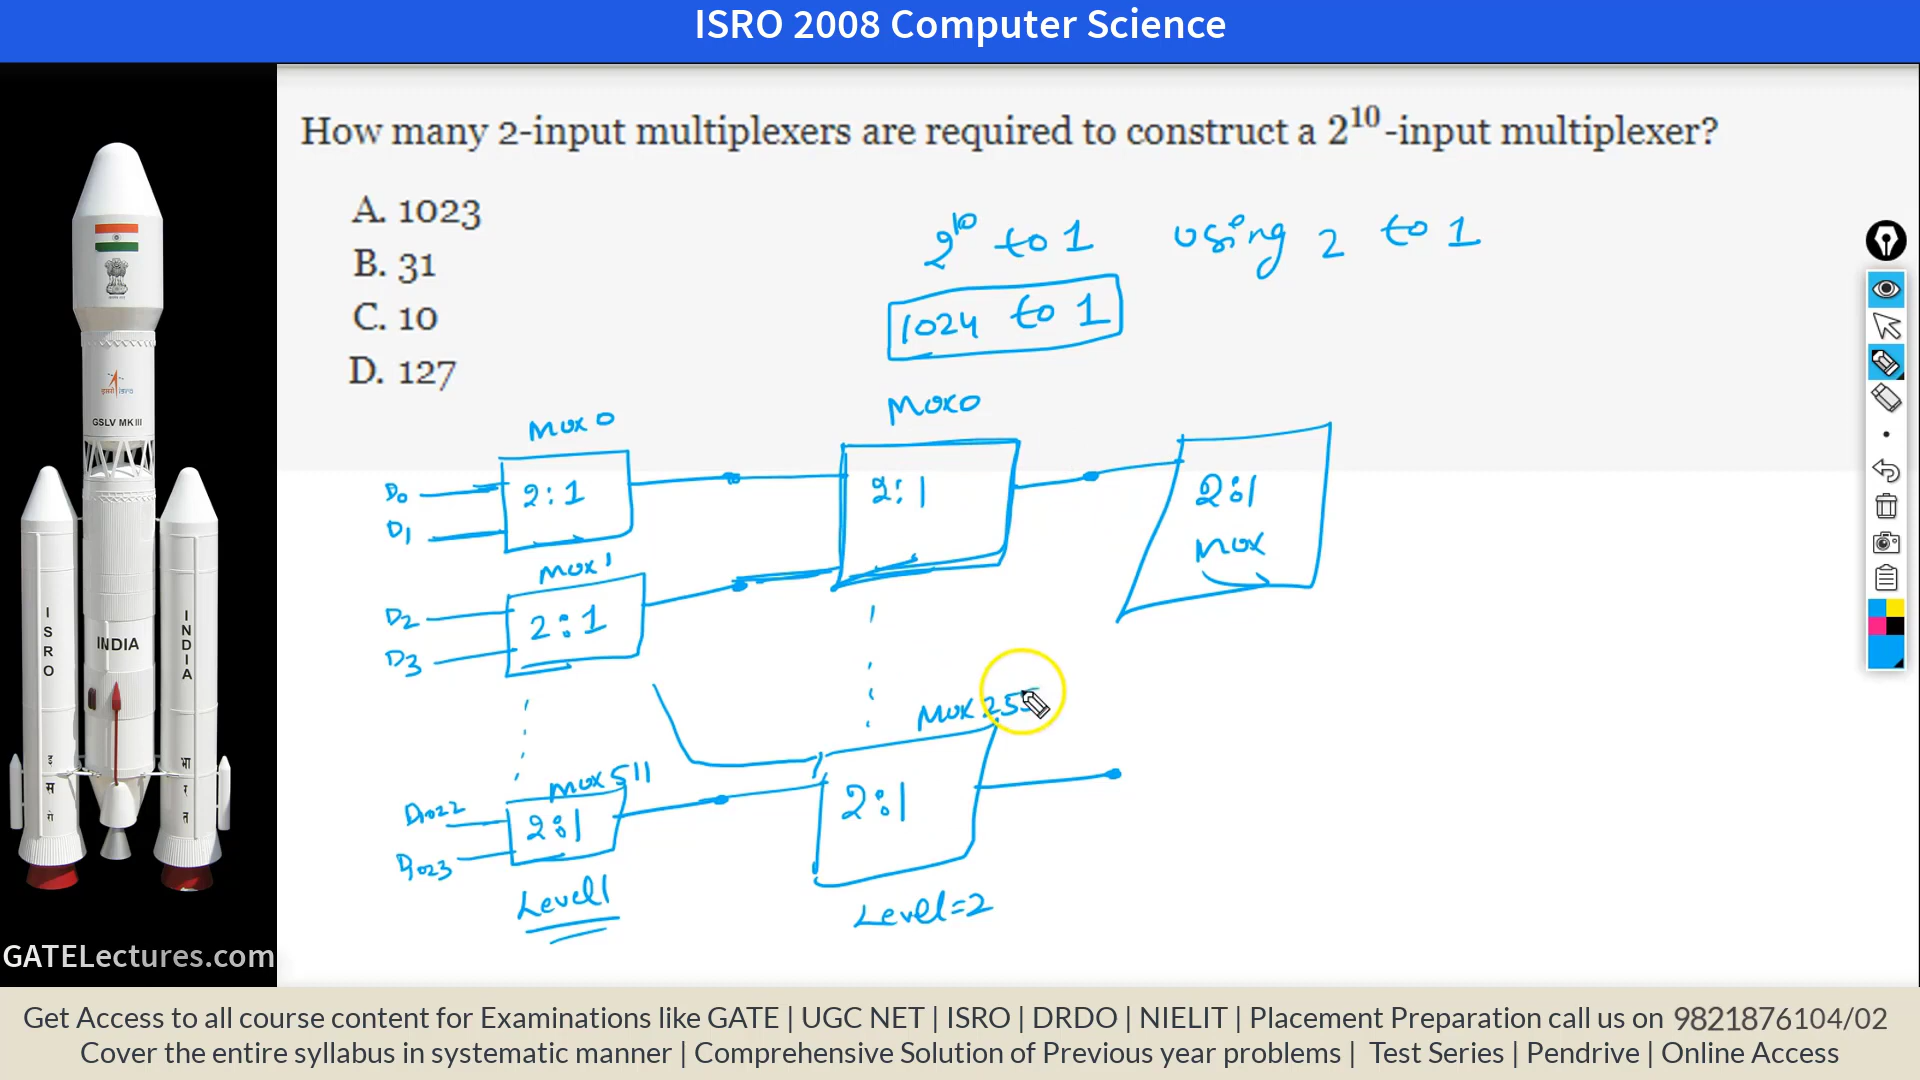 ISRO 2008 Computer Science
How many 2-input multiplexers are required to construct a 2^10-input multiplexer?
A. 1023
B. 31
C. 10
D. 127
2^10 to 1 using 2 to 1
1024 to 1
Mux 0
Mux 0
D0
D1
2:1
2:1
2:1
Mux
Mux 1
D2
D3
2:1
Mux 255
Mux 511
D1022
D1023
2:1
2:1
Level 1
Level=2
GSLV MK III
INDIA
ISRO
INDIA
GATELectures.com
Get Access to all course content for Examinations like GATE | UGC NET | ISRO | DRDO | NIELIT | Placement Preparation call us on 9821876104/02
Cover the entire syllabus in systematic manner | Comprehensive Solution of Previous year problems | Test Series | Pendrive | Online Access